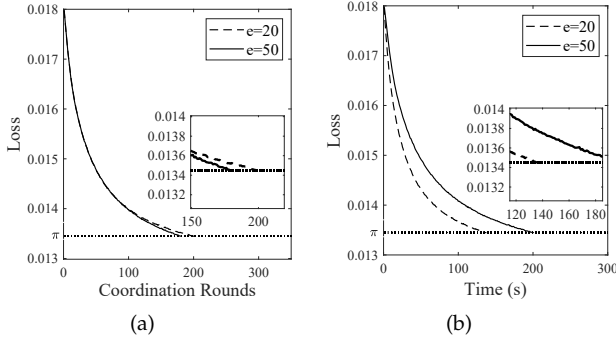 0.018
0.017
0.016
0.015
0.014
π
0.013
Loss
0 100 200 300
Coordination Rounds
e=20
e=50
0.014
0.0138
0.0136
0.0134
0.0132
150 200
(a)
0.018
0.017
0.016
0.015
0.014
π
0.013
Loss
0 100 200 300
Time (s)
e=20
e=50
0.014
0.0138
0.0136
0.0134
0.0132
0.0130
120 140 160 180
(b)